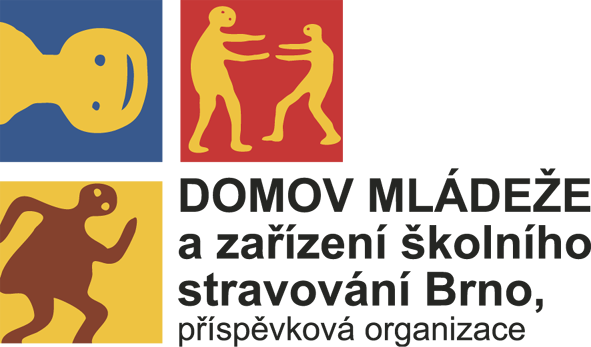 DOMOV MLÁDEŽE
a zařízení školního
stravování Brno,
příspěvková organizace